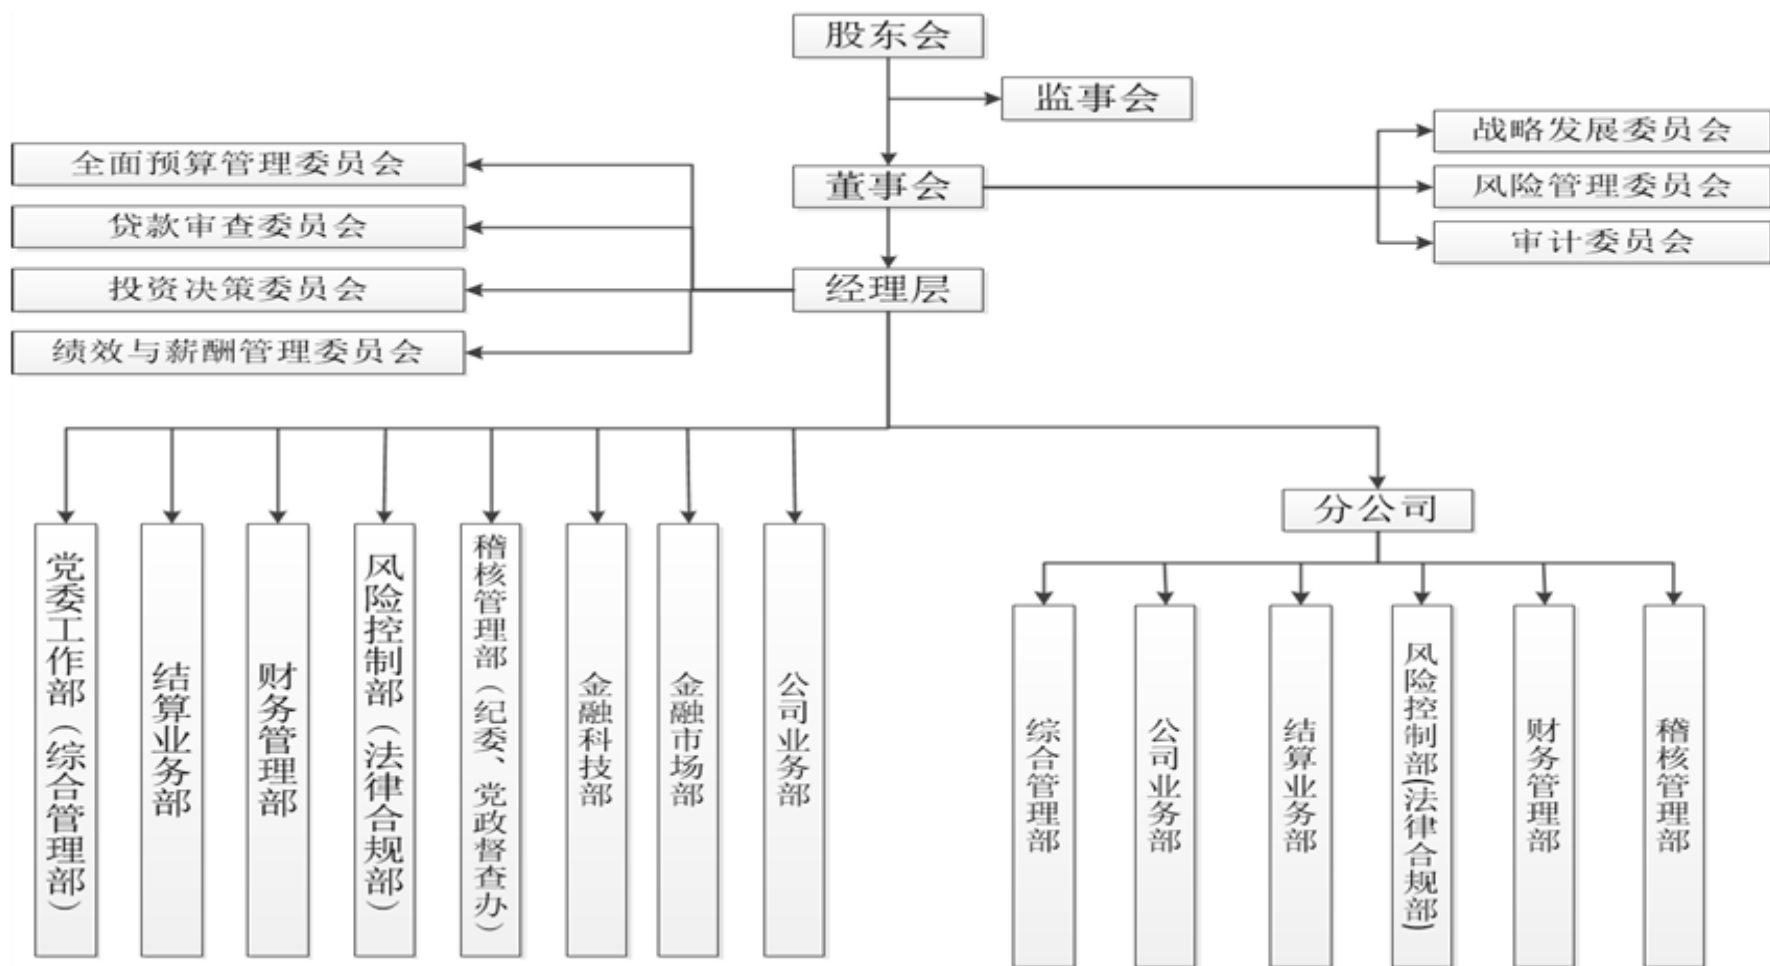 股东会
监事会
战略发展委员会
全面预算管理委员会
董事会
风险管理委员会
贷款审查委员会
审计委员会
投资决策委员会
经理层
绩效与薪酬管理委员会
分公司
党委工作部（综合管理部）
结算业务部
财务管理部
风险控制部（法律合规部）
稽核管理部（纪委、党政督查办）
金融科技部
金融市场部
公司业务部
综合管理部
公司业务部
结算业务部
风险控制部(法律合规部)
财务管理部
稽核管理部